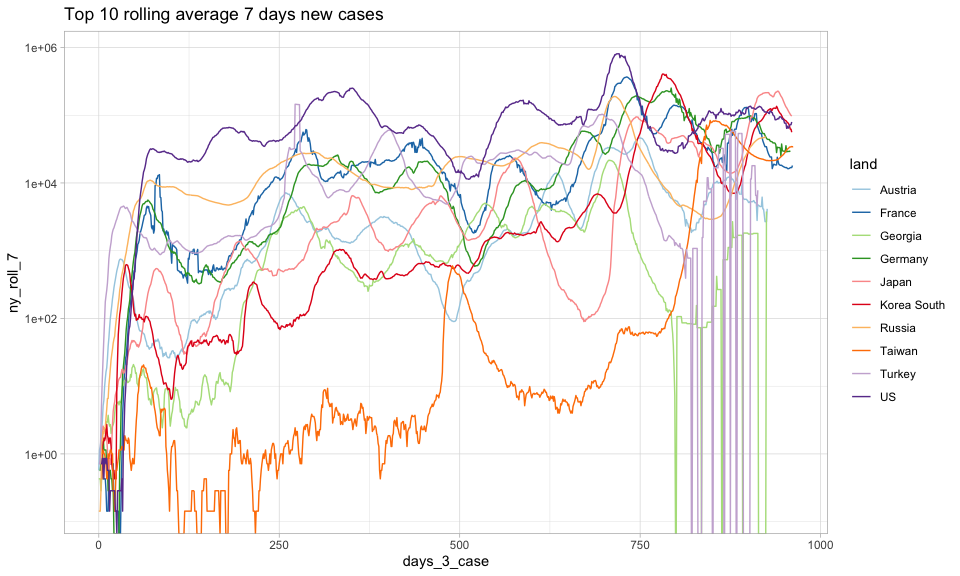 Top 10 rolling average 7 days new cases
1e+06
1e+04
1e+02
1e+00
ny_roll_7
0 250 500 750 1000
days_3_case
land
Austria
France
Georgia
Germany
Japan
Korea South
Russia
Taiwan
Turkey
US